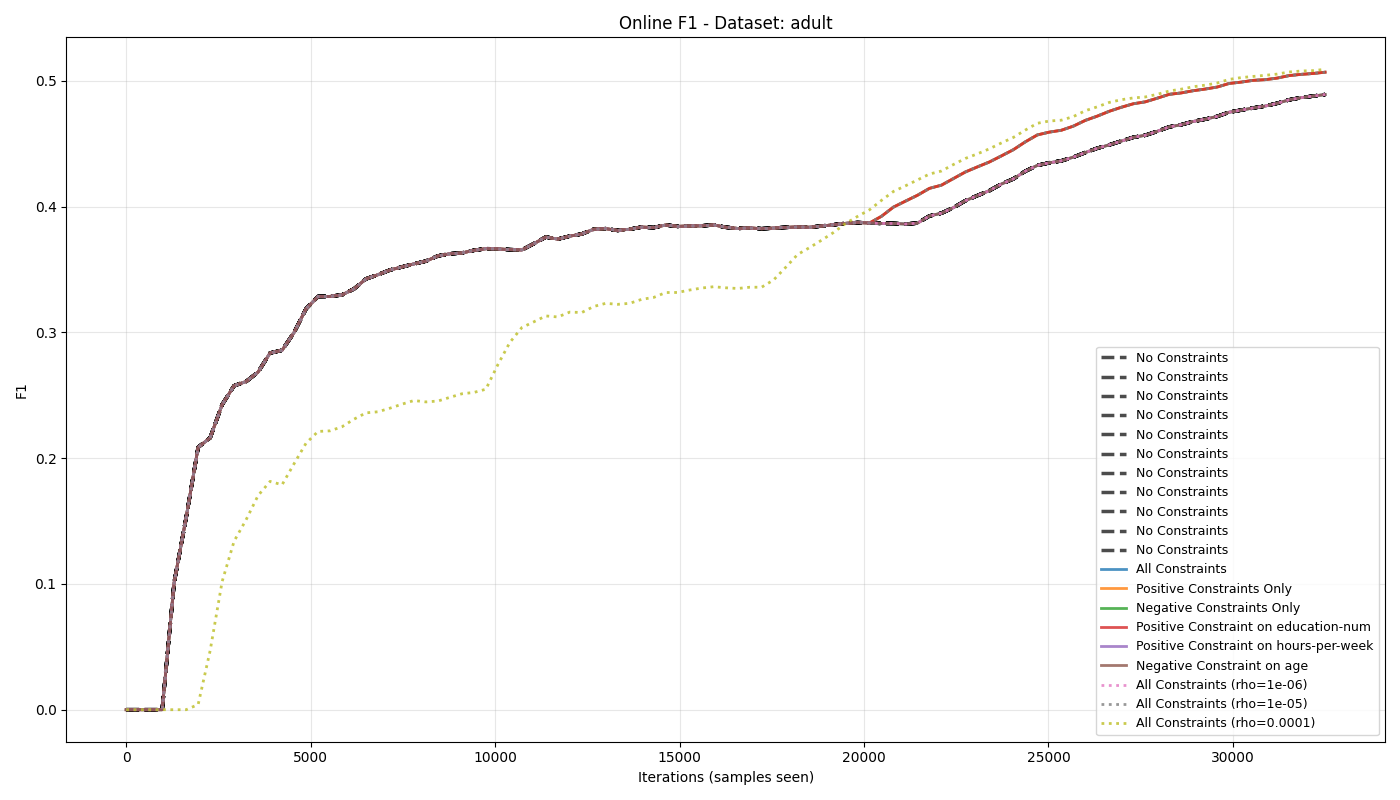 Online F1 - Dataset: adult
0.5
0.4
0.3
0.2
0.1
0.0
F1
No Constraints
No Constraints
No Constraints
No Constraints
No Constraints
No Constraints
No Constraints
No Constraints
No Constraints
No Constraints
No Constraints
All Constraints
Positive Constraints Only
Negative Constraints Only
Positive Constraint on education-num
Positive Constraint on hours-per-week
Negative Constraint on age
All Constraints (rho=1e-06)
All Constraints (rho=1e-05)
All Constraints (rho=0.0001)
0 5000 10000 15000 20000 25000 30000
Iterations (samples seen)